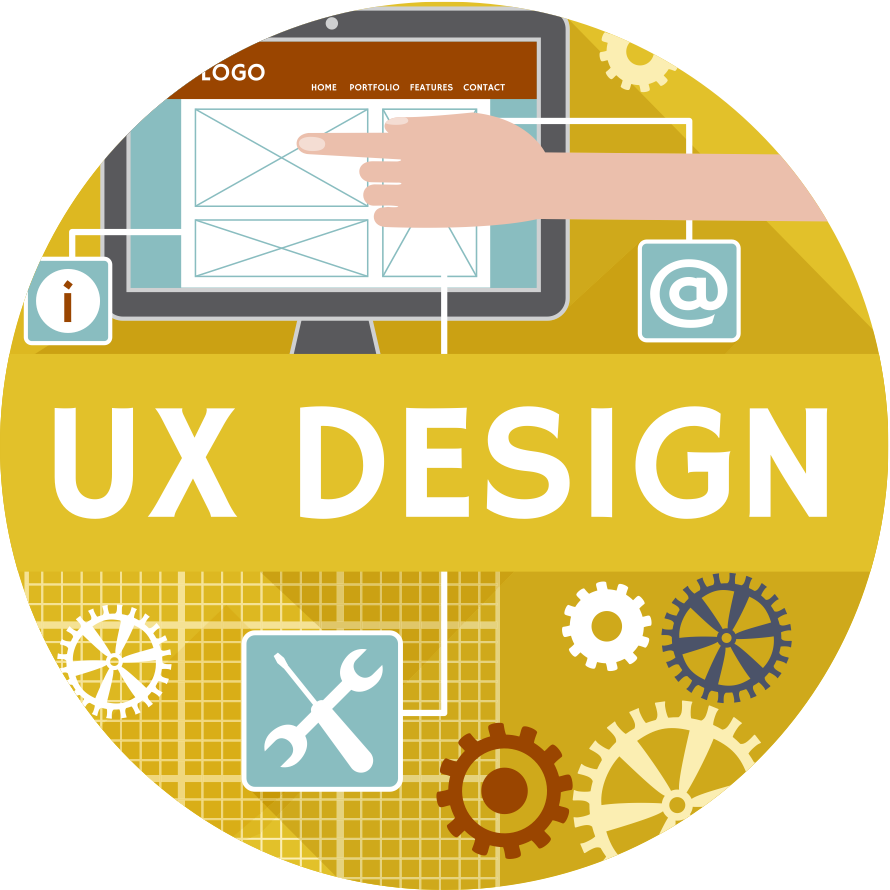 LOGO
HOME PORTFOLIO FEATURES CONTACT
i
@
UX DESIGN